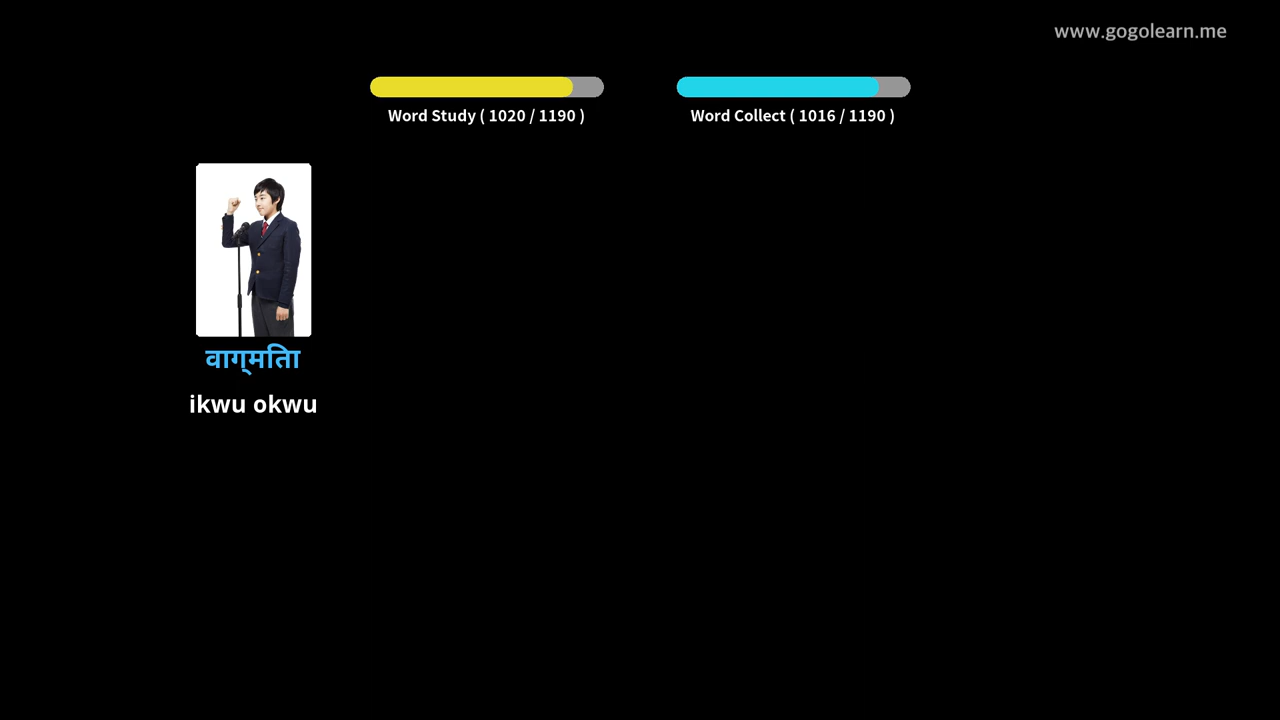 www.gogolearn.me
Word Study ( 1020 / 1190 )
Word Collect ( 1016 / 1190 )
वाग्मिता
ikwu okwu